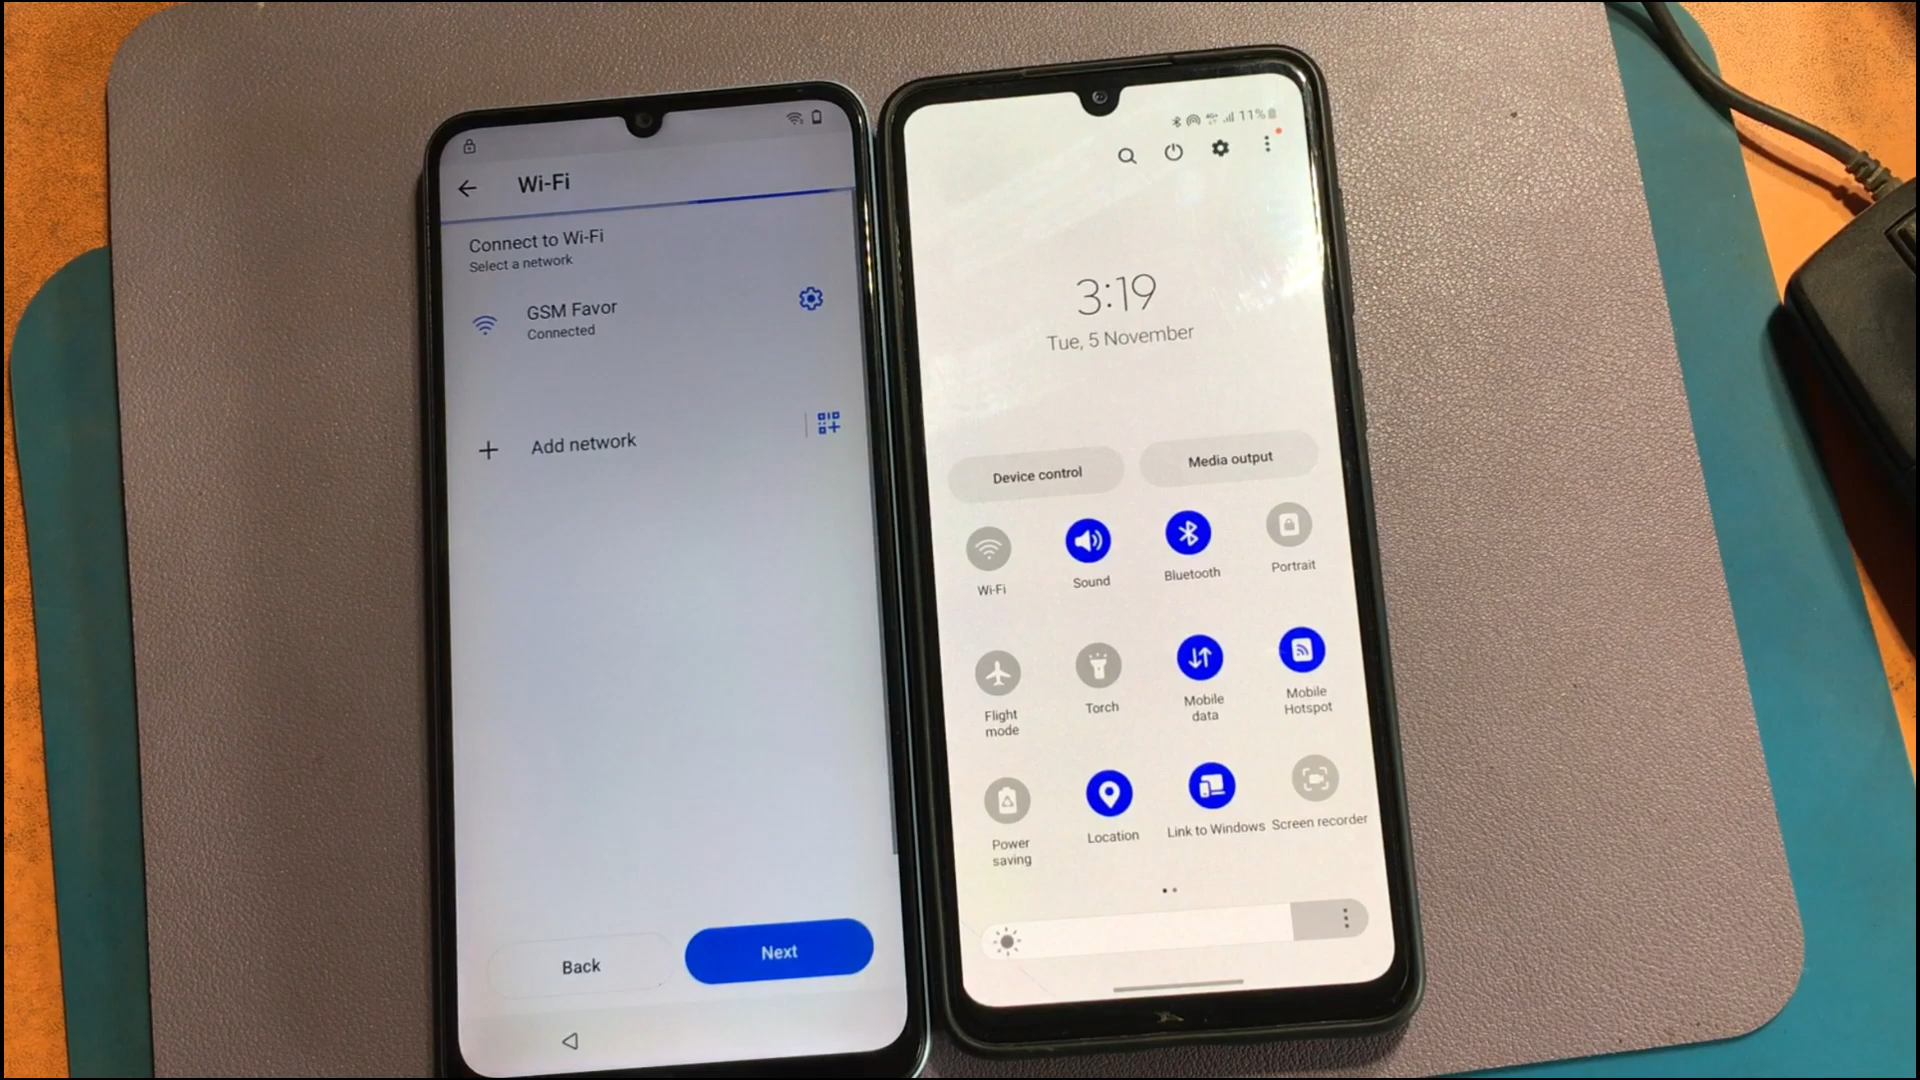 Wi-Fi
Connect to Wi-Fi
Select a network
GSM Favor
Connected
Add network
Back
Next
11%
3:19
Tue, 5 November
Device control
Media output
Wi-Fi
Sound
Bluetooth
Portrait
Flight
mode
Torch
Mobile
data
Mobile
Hotspot
Power
saving
Location
Link to Windows
Screen recorder